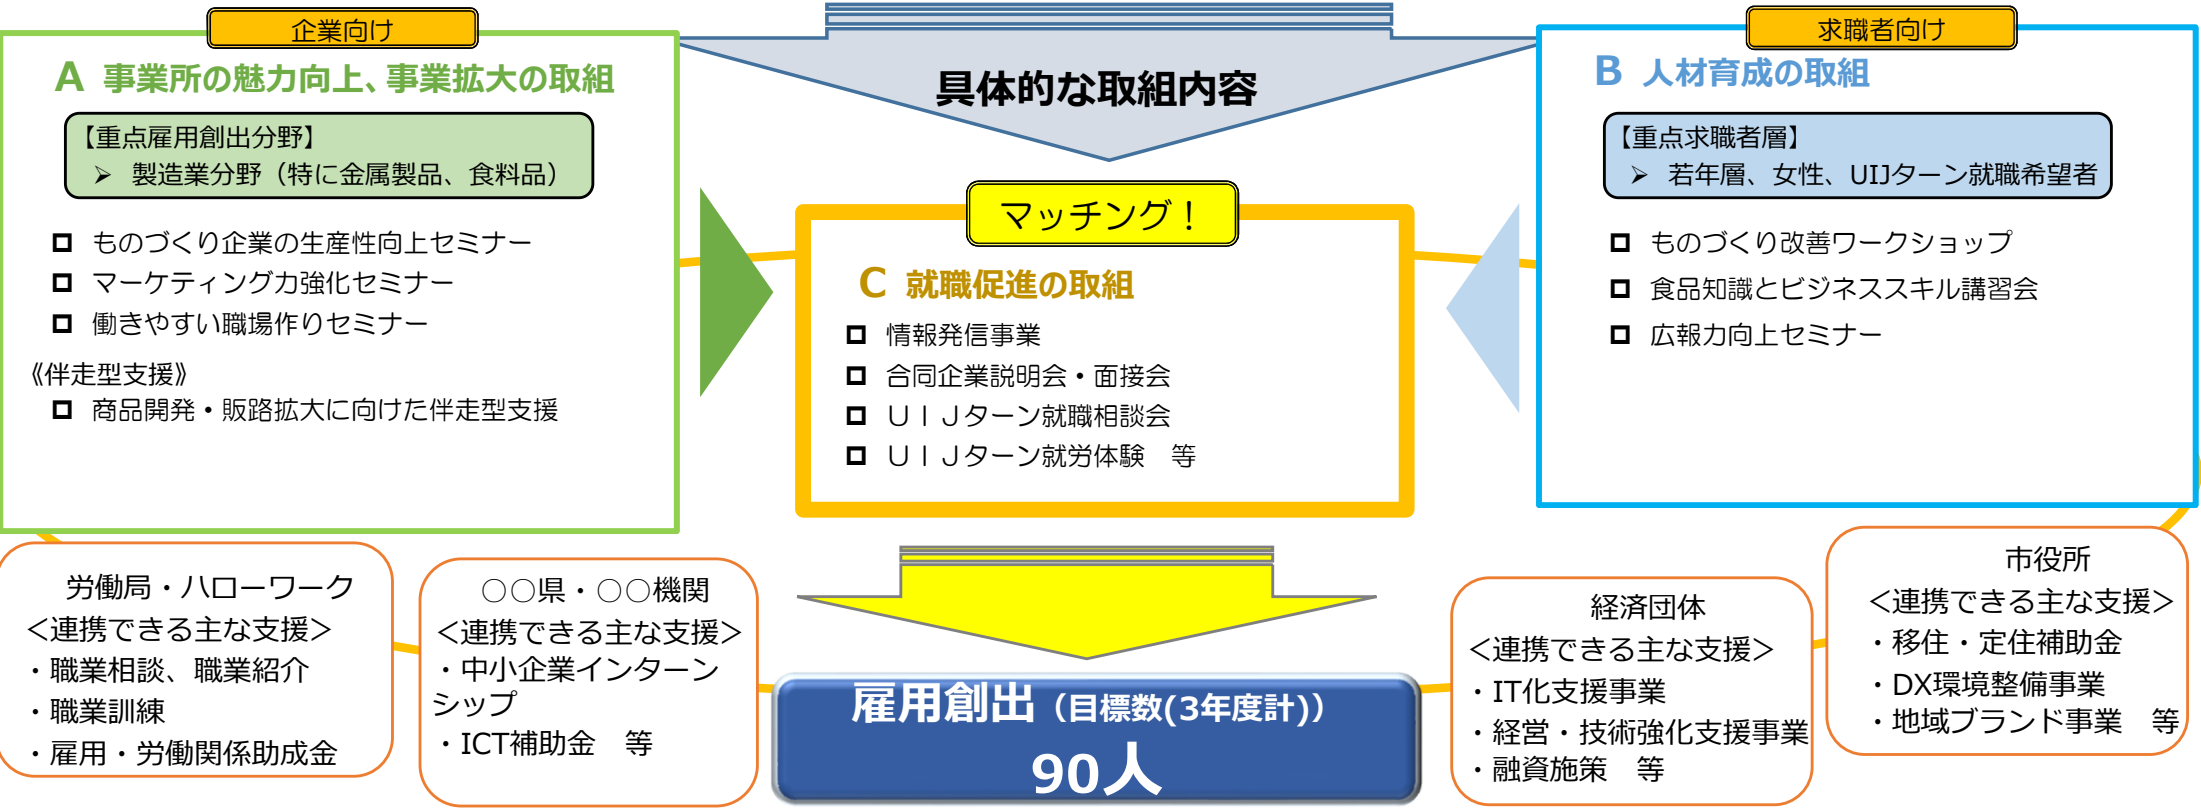 企業向け
A 事業所の魅力向上、事業拡大の取組
【重点雇用創出分野】
➢ 製造業分野（特に金属製品、食料品）
ものづくり企業の生産性向上セミナー
マーケティング力強化セミナー
働きやすい職場作りセミナー
《伴走型支援》
商品開発・販路拡大に向けた伴走型支援
具体的な取組内容
マッチング！
C 就職促進の取組
情報発信事業
合同企業説明会・面接会
ＵＩＪターン就職相談会
ＵＩＪターン就労体験　等
求職者向け
B 人材育成の取組
【重点求職者層】
➢ 若年層、女性、UIJターン就職希望者
ものづくり改善ワークショップ
食品知識とビジネススキル講習会
広報力向上セミナー
労働局・ハローワーク
＜連携できる主な支援＞
・職業相談、職業紹介
・職業訓練
・雇用・労働関係助成金
○○県・○○機関
＜連携できる主な支援＞
・中小企業インターン
シップ
・ICT補助金　等
雇用創出（目標数(3年度計)）
90人
経済団体
＜連携できる主な支援＞
・IT化支援事業
・経営・技術強化支援事業
・融資施策　等
市役所
＜連携できる主な支援＞
・移住・定住補助金
・DX環境整備事業
・地域ブランド事業　等